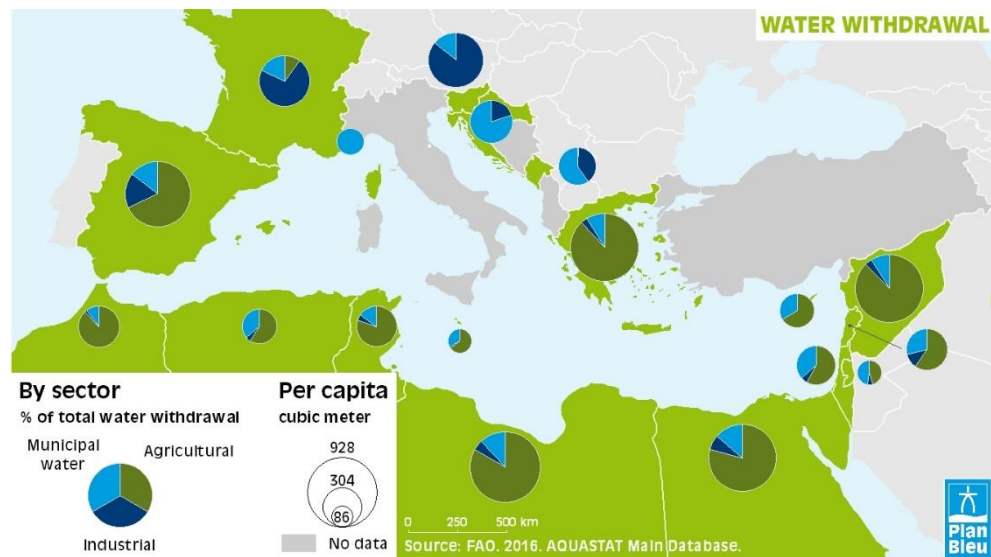 WATER WITHDRAWAL
By sector
% of total water withdrawal
Municipal
water
Agricultural
Industrial
Per capita
cubic meter
928
304
86
No data
0 250 500 km
Source: FAO. 2016. AQUASTAT Main Database.
Plan
Bleu